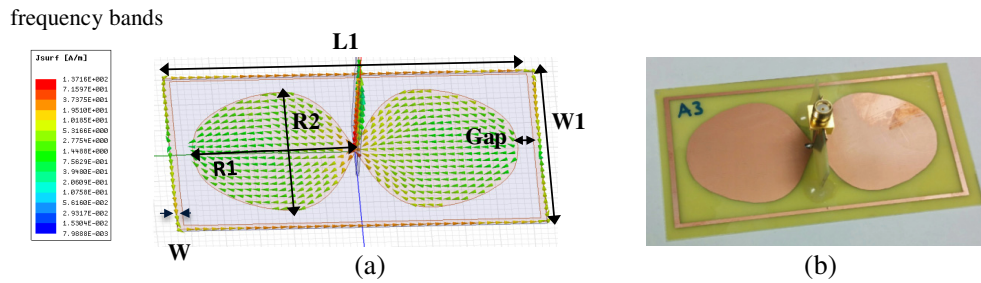 frequency bands
L1
Jsurf [A/m]
1.3716E+002
7.1597E+001
3.7375E+001
1.9510E+001
1.0185E+001
5.3166E+000
2.7754E+000
1.4488E+000
7.5629E-001
3.9480E-001
2.0609E-001
1.0758E-001
5.6160E-002
2.9317E-002
1.5304E-002
7.9888E-003
R2
R1
Gap
W1
W
A3
(a)
(b)